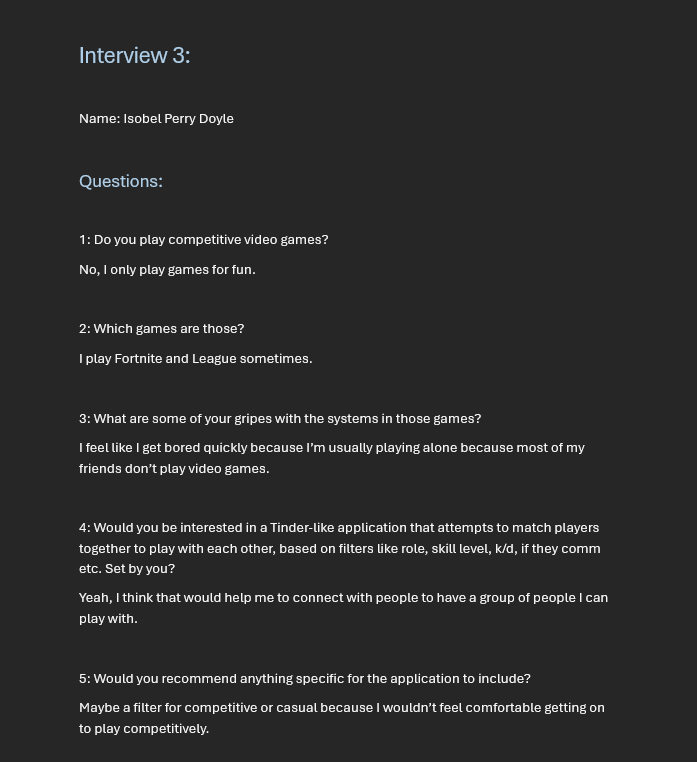 Interview 3:
Name: Isobel Perry Doyle
Questions:
1: Do you play competitive video games?
No, I only play games for fun.
2: Which games are those?
I play Fortnite and League sometimes.
3: What are some of your gripes with the systems in those games?
I feel like I get bored quickly because I’m usually playing alone because most of my
friends don’t play video games.
4: Would you be interested in a Tinder-like application that attempts to match players
together to play with each other, based on filters like role, skill level, k/d, if they comm
etc. Set by you?
Yeah, I think that would help me to connect with people to have a group of people I can
play with.
5: Would you recommend anything specific for the application to include?
Maybe a filter for competitive or casual because I wouldn’t feel comfortable getting on
to play competitively.